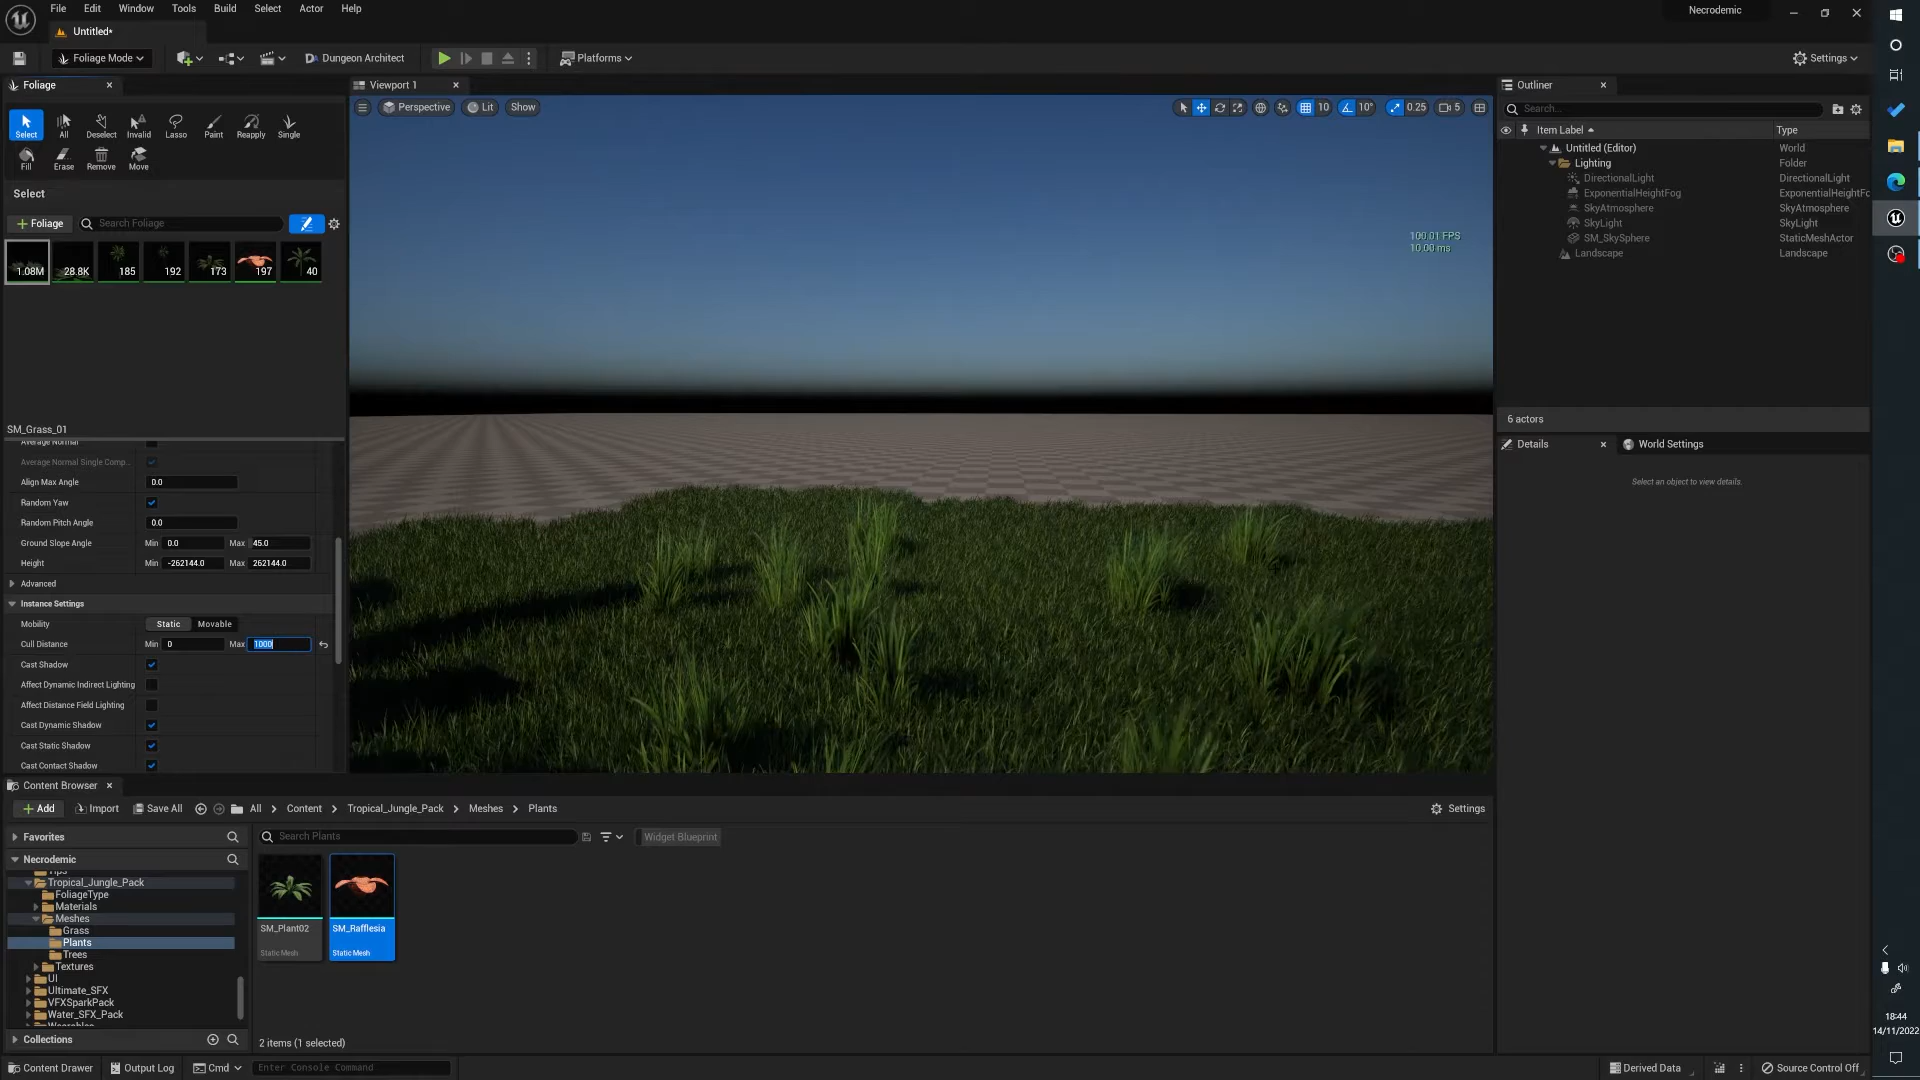 File Edit Window Tools Build Select Actor Help
Necrodemic
Untitled*
Foliage Mode
Dungeon Architect
Platforms
Settings
Foliage
Viewport 1
Outliner
Perspective Lit Show
10 10° 0.25 5
Search...
Select All Deselect Invalid Lasso Paint Reapply Single
Item Label Type
Fill Erase Remove Move
Untitled (Editor) World
Lighting Folder
DirectionalLight DirectionalLight
ExponentialHeightFog ExponentialHeightFo
SkyAtmosphere SkyAtmosphere
SkyLight SkyLight
SM_SkySphere StaticMeshActor
Landscape Landscape
Select
+ Foliage Search Foliage
100.01 FPS
10.00 ms
1.08M 28.8K 185 192 173 197 40
6 actors
SM_Grass_01
Details World Settings
Select an object to view details.
Average Normal
Average Normal Single Comp...
Align Max Angle 0.0
Random Yaw
Random Pitch Angle 0.0
Ground Slope Angle Min 0.0 Max 45.0
Height Min -262144.0 Max 262144.0
Advanced
Instance Settings
Mobility Static Movable
Cull Distance Min 0 Max 1000
Cast Shadow
Affect Dynamic Indirect Lighting
Affect Distance Field Lighting
Cast Dynamic Shadow
Cast Static Shadow
Cast Contact Shadow
Content Browser
+ Add Import Save All All > Content > Tropical_Jungle_Pack > Meshes > Plants
Settings
Favorites
Search Plants
Widget Blueprint
Necrodemic
Tropical_Jungle_Pack
FoliageType
Materials
Meshes
Grass
Plants
Trees
Textures
UI
Ultimate_SFX
VFXSparkPack
Water_SFX_Pack
SM_Plant02
Static Mesh
SM_Rafflesia
Static Mesh
Collections
2 items (1 selected)
Content Drawer Output Log Cmd Enter Console Command
Derived Data Source Control Off
18:44
14/11/2022